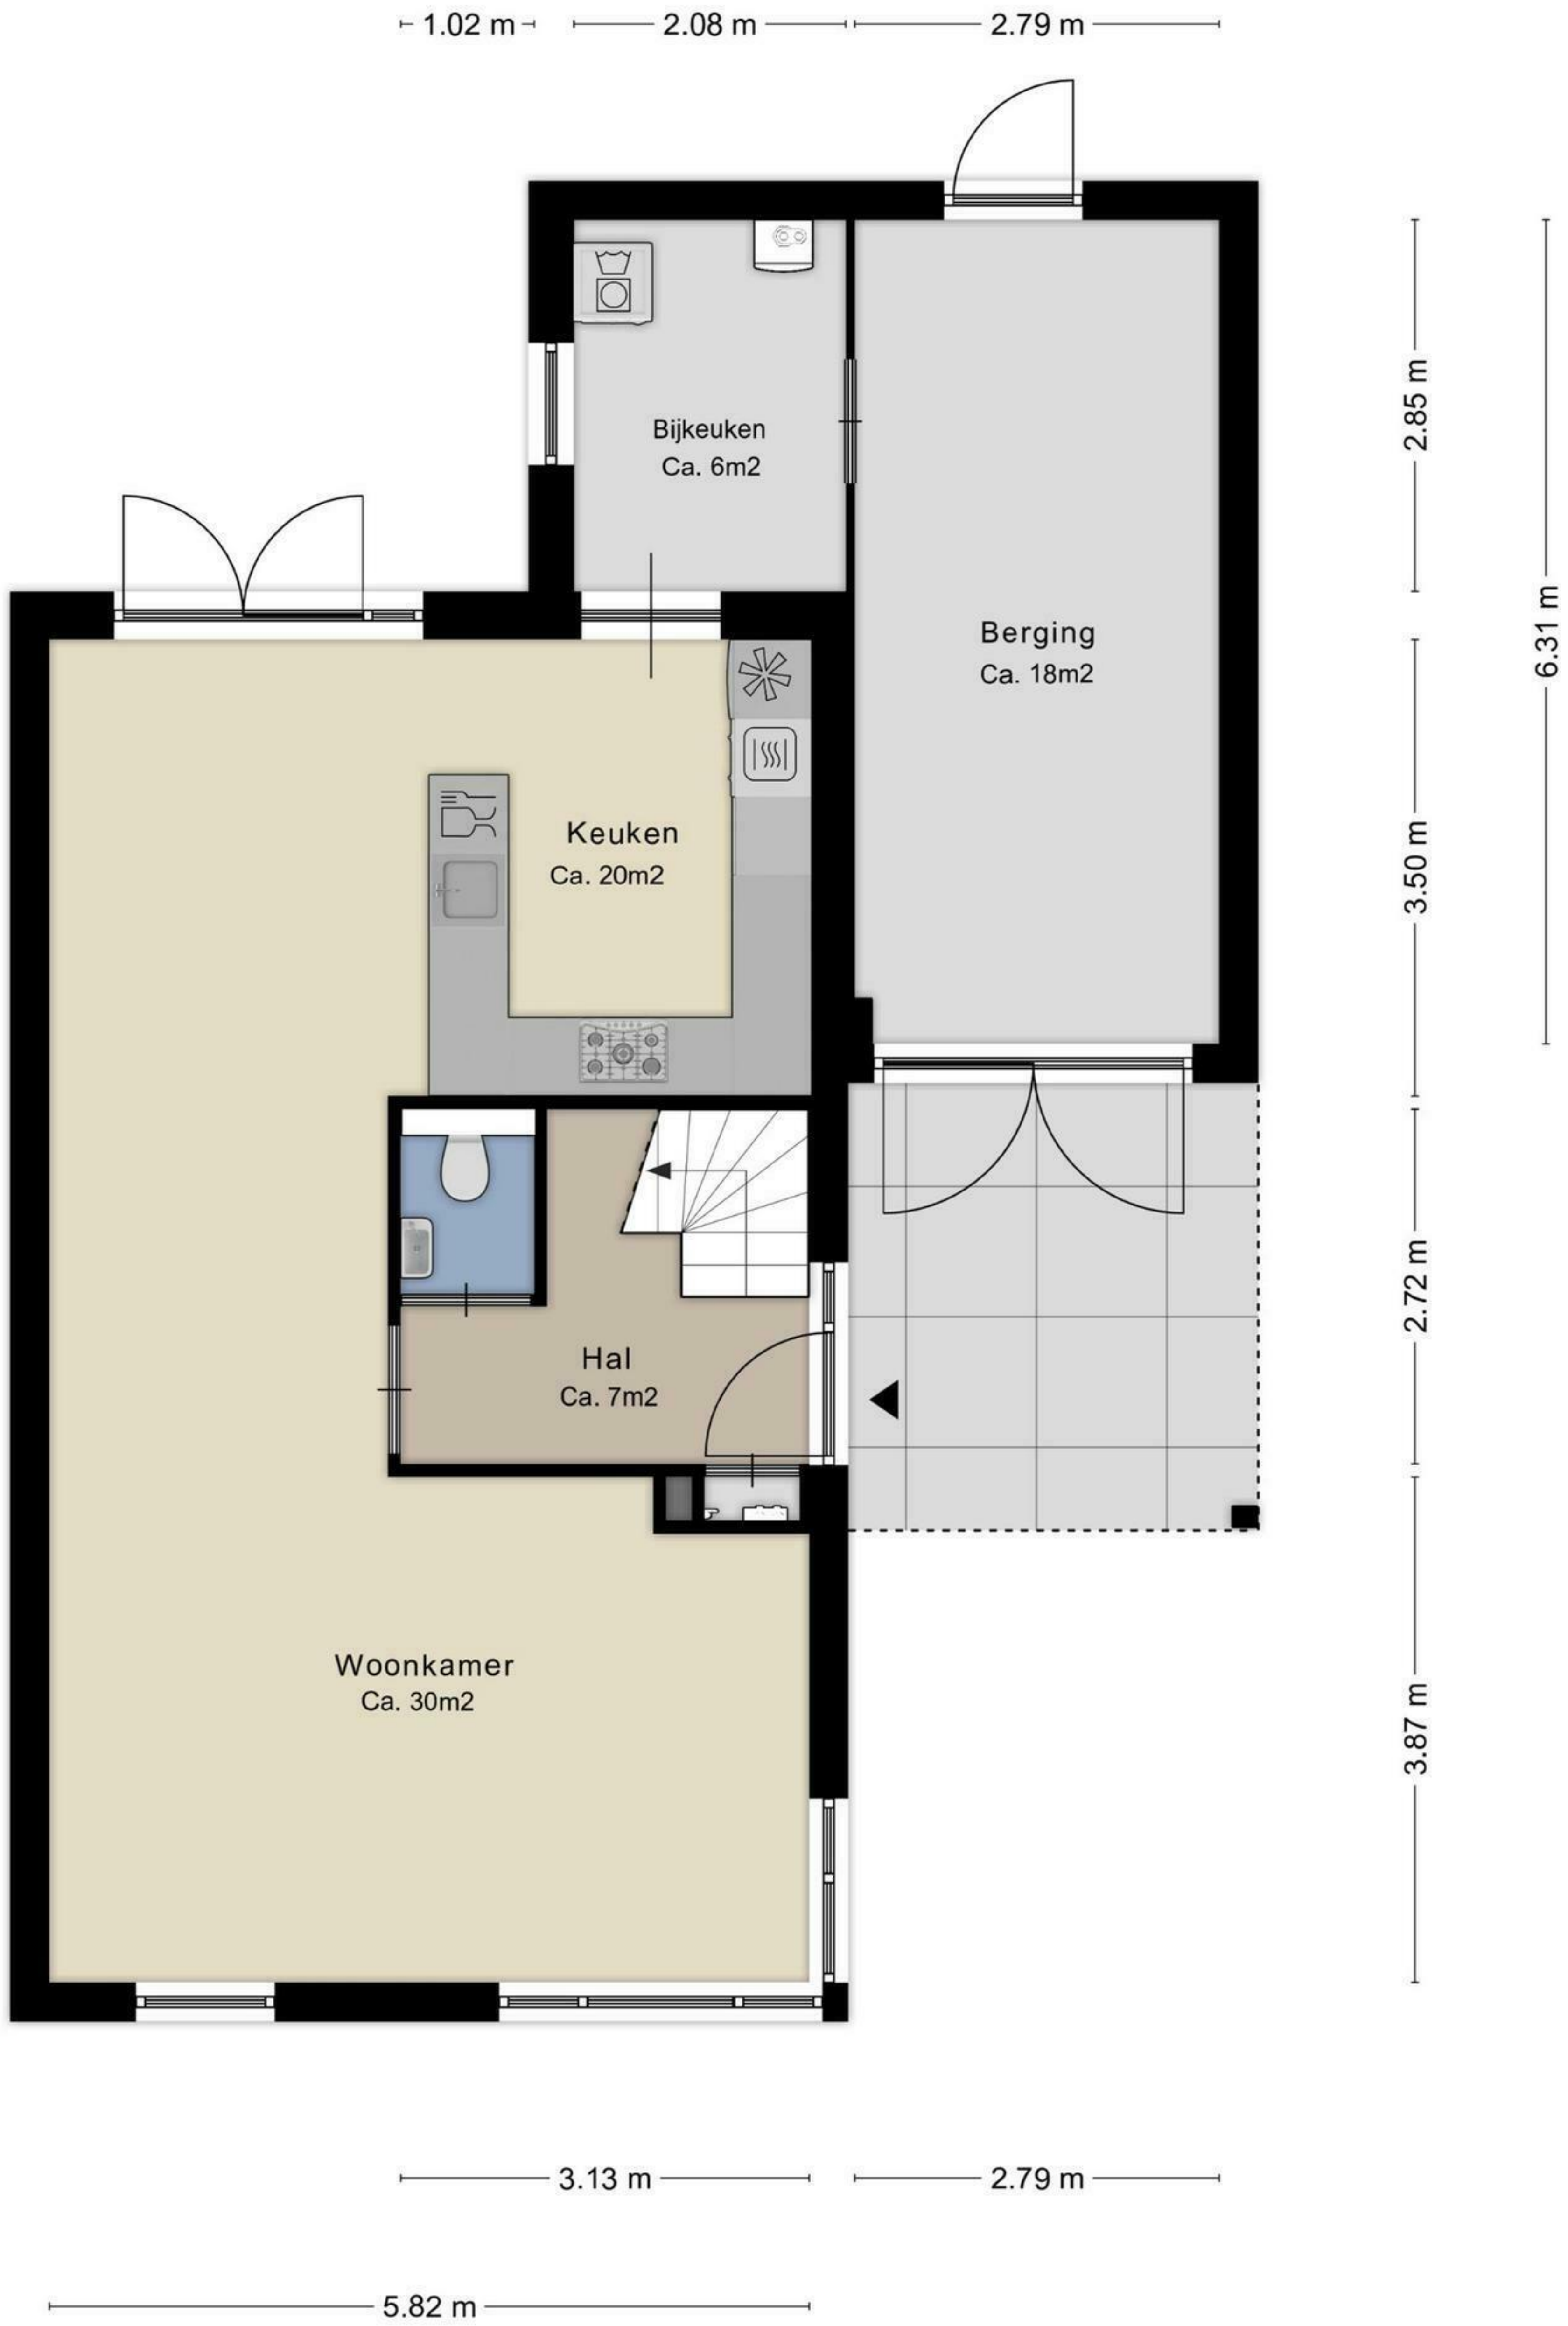 1.02 m
2.08 m
2.79 m
2.85 m
6.31 m
Bijkeuken
Ca. 6m2
Berging
Ca. 18m2
3.50 m
Keuken
Ca. 20m2
2.72 m
Hal
Ca. 7m2
Woonkamer
Ca. 30m2
3.87 m
3.13 m
2.79 m
5.82 m